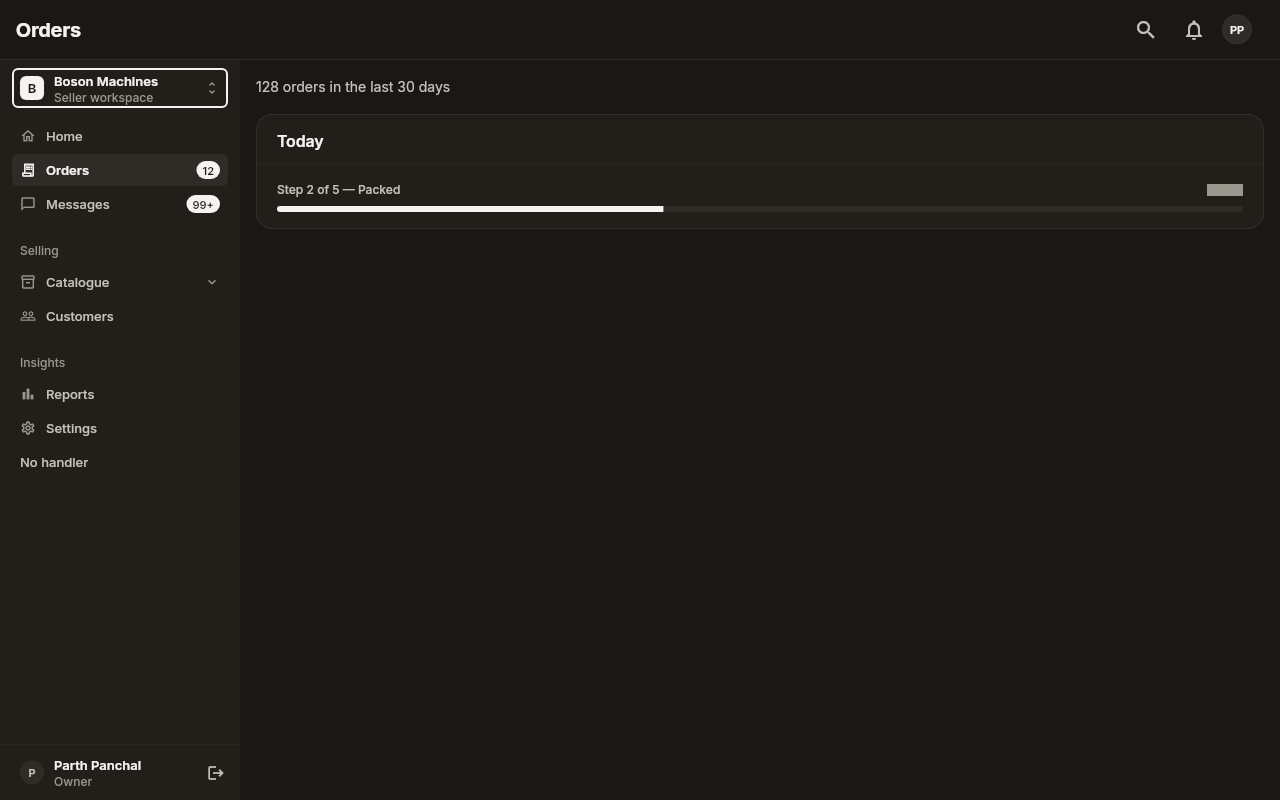 Orders
PP
B
Boson Machines
Seller workspace
Home
Orders
12
Messages
99+
Selling
Catalogue
Customers
Insights
Reports
Settings
No handler
P
Parth Panchal
Owner
128 orders in the last 30 days
Today
Step 2 of 5 — Packed